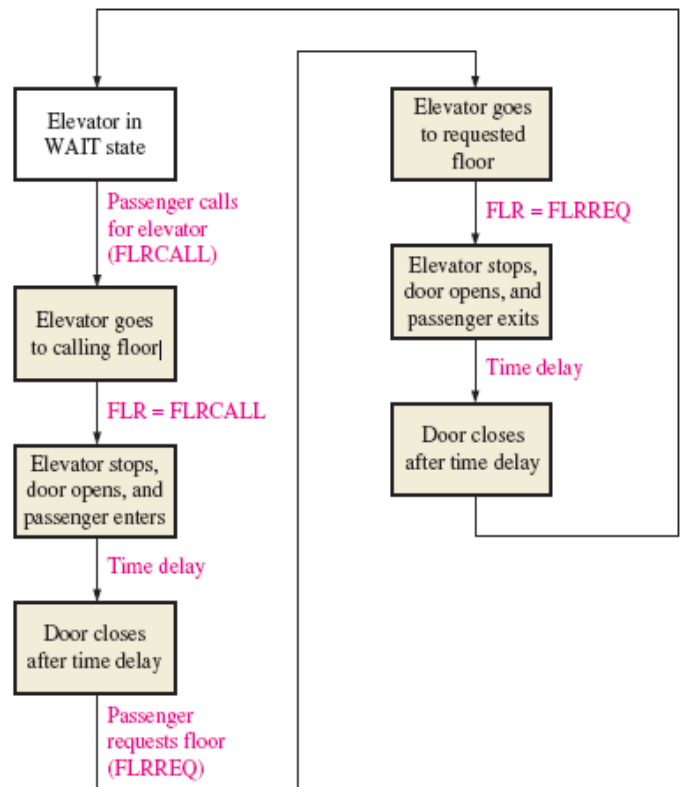 Elevator in
WAIT state
Passenger calls
for elevator
(FLRCALL)
Elevator goes
to calling floor
FLR = FLRCALL
Elevator stops,
door opens, and
passenger enters
Time delay
Door closes
after time delay
Passenger
requests floor
(FLRREQ)
Elevator goes
to requested
floor
FLR = FLRREQ
Elevator stops,
door opens, and
passenger exits
Time delay
Door closes
after time delay